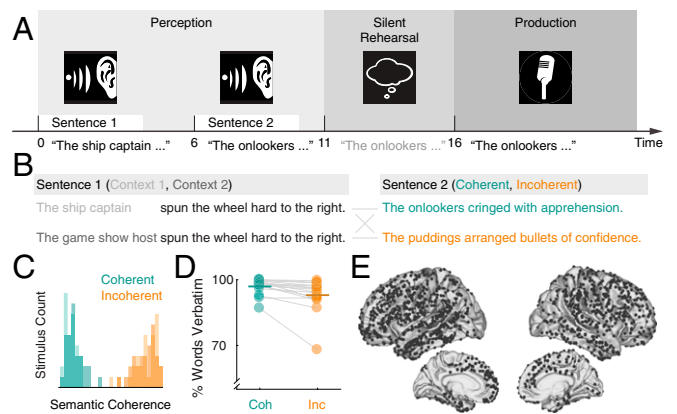 A
Perception
Silent
Rehearsal
Production
Sentence 1
Sentence 2
0
6
11
16
Time
"The ship captain ..."
"The onlookers ..."
"The onlookers ..."
"The onlookers ..."
B
Sentence 1 (Context 1, Context 2)
Sentence 2 (Coherent, Incoherent)
The ship captain spun the wheel hard to the right.
The onlookers cringed with apprehension.
The game show host spun the wheel hard to the right.
The puddings arranged bullets of confidence.
C
Coherent
Incoherent
Stimulus Count
Semantic Coherence
D
% Words Verbatim
100
70
Coh
Inc
E